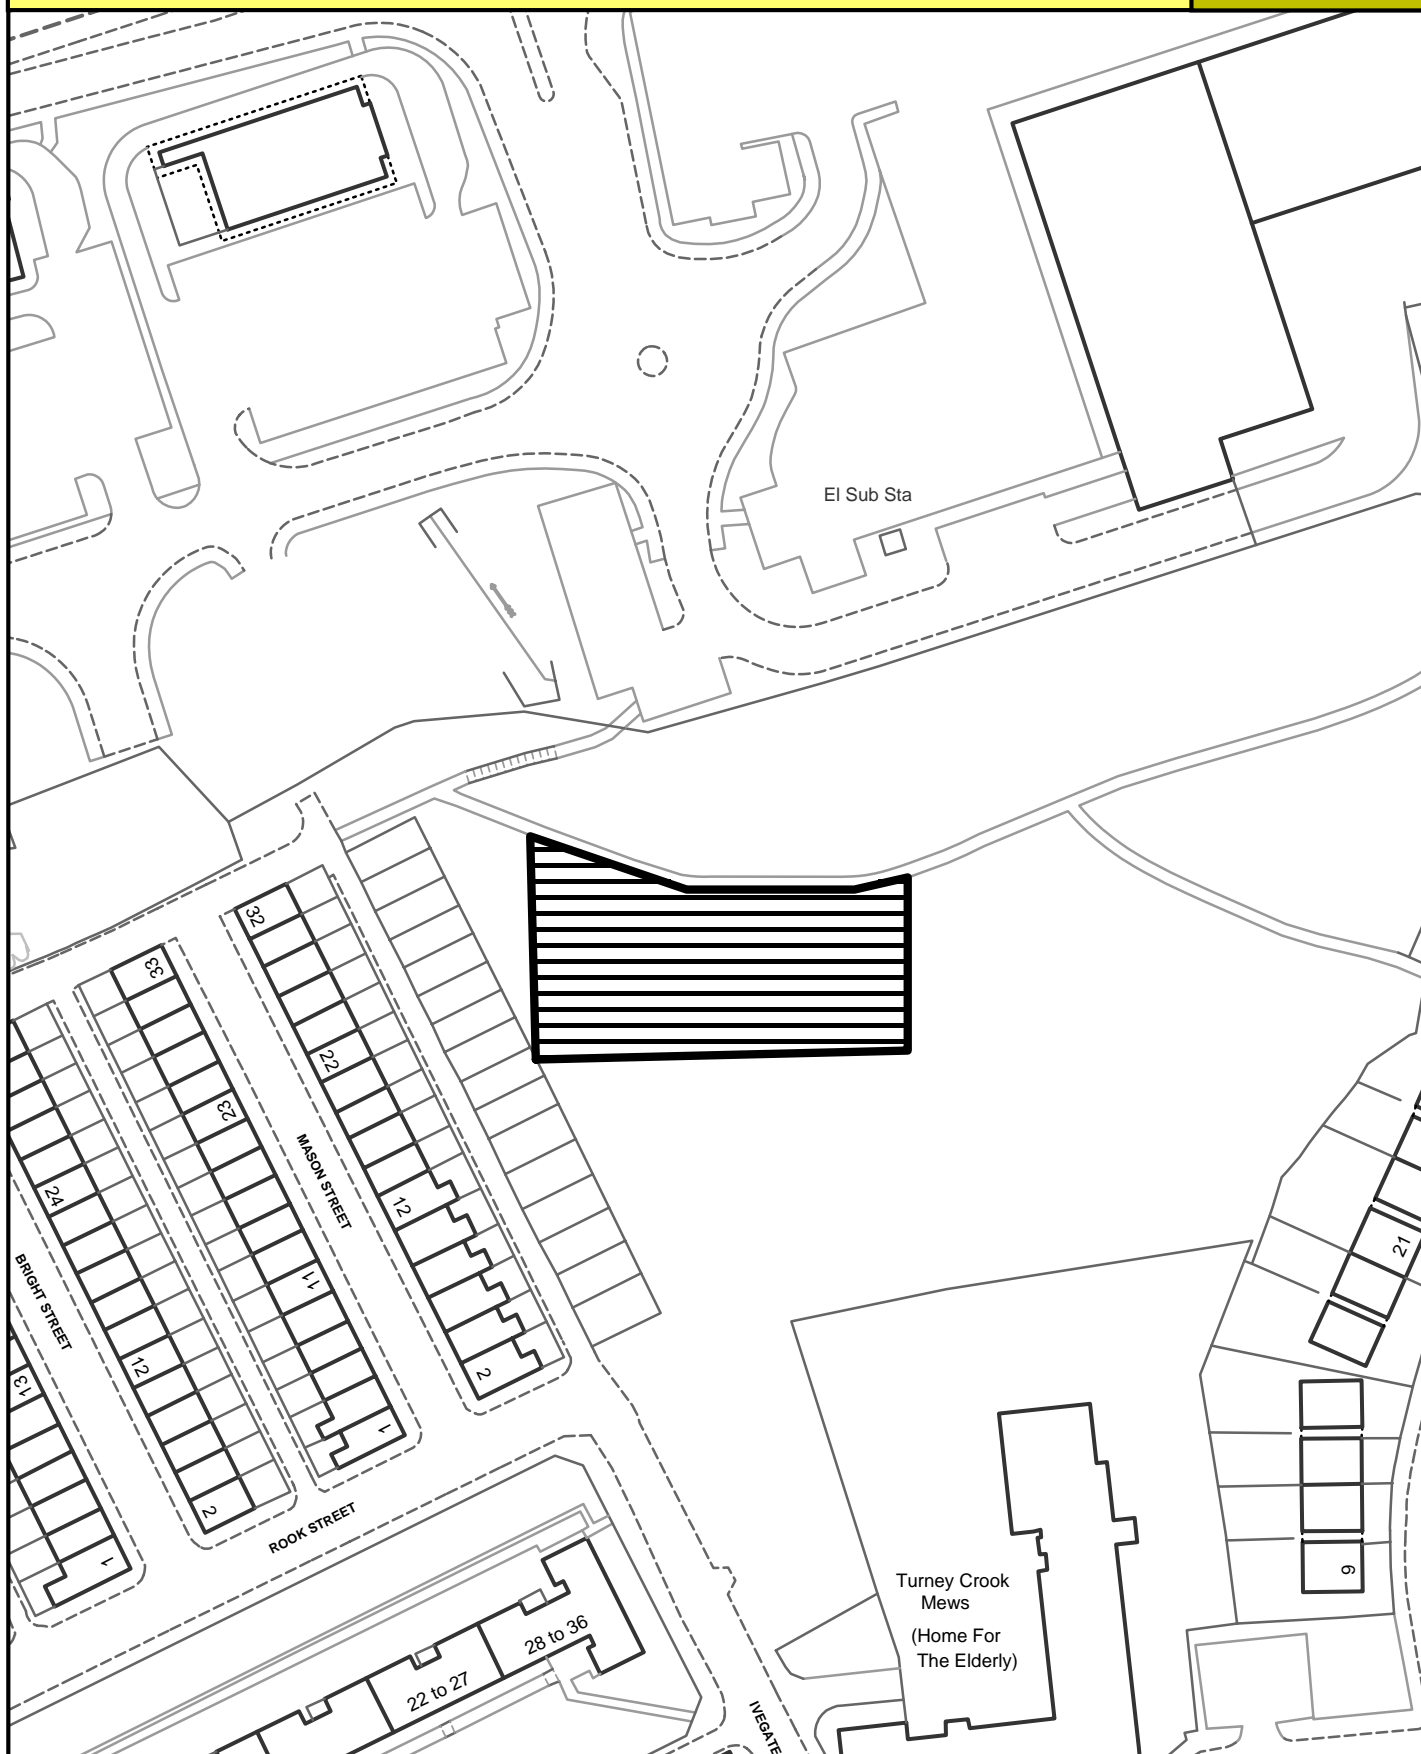 El Sub Sta
32
33
22
23
MASON STREET
24
12
BRIGHT STREET
11
21
12
2
13
1
2
ROOK STREET
1
9
Turney Crook
Mews
(Home For
The Elderly)
28 to 36
22 to 27
IVEGATE